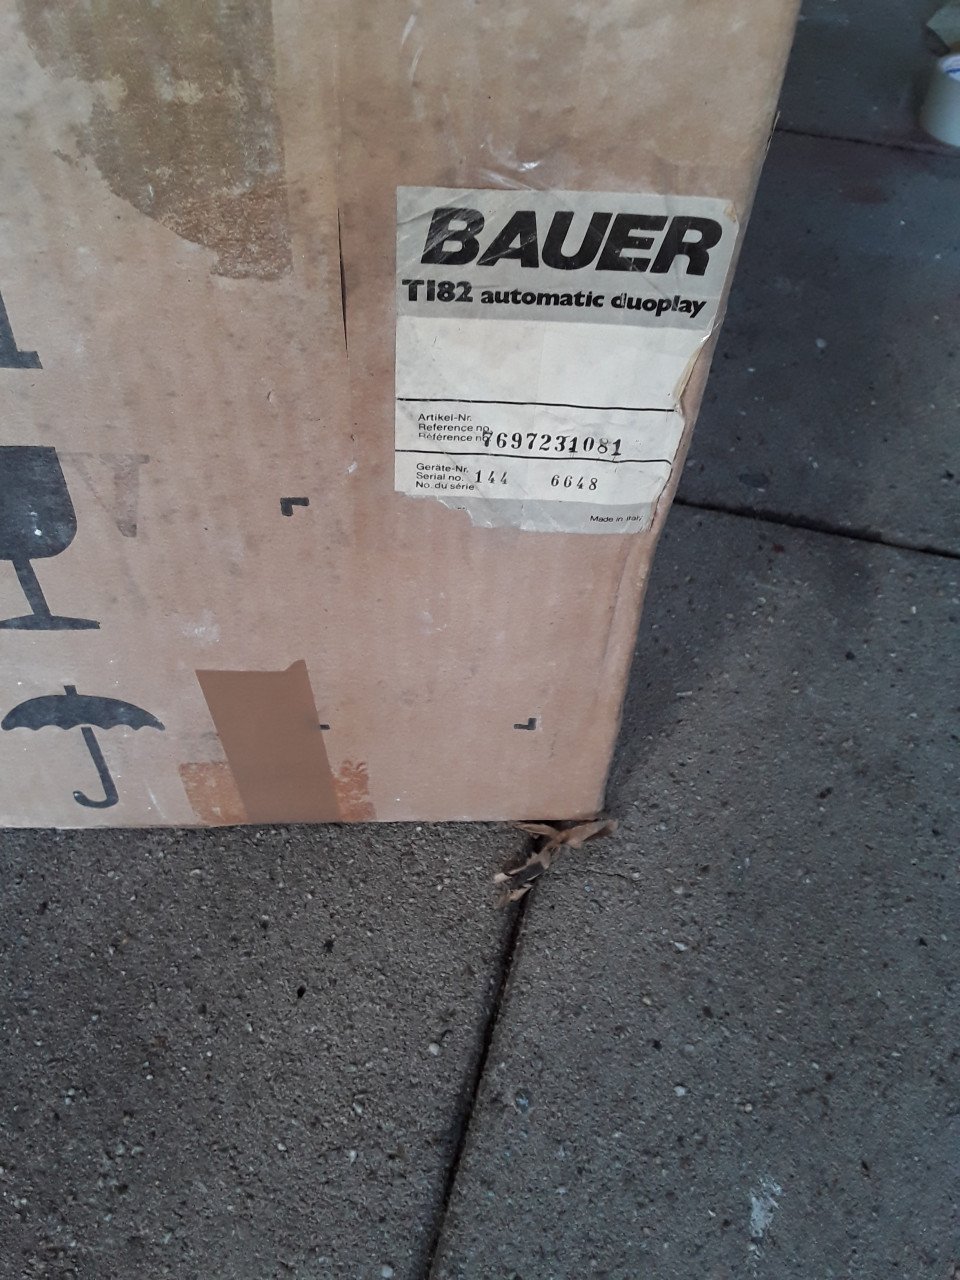 BAUER
T182 automatic duoplay
Artikel-Nr.
Reference no.
Référence no 7697231081
Geräte-Nr.
Serial no. 144 6648
No. du série
Made in Italy